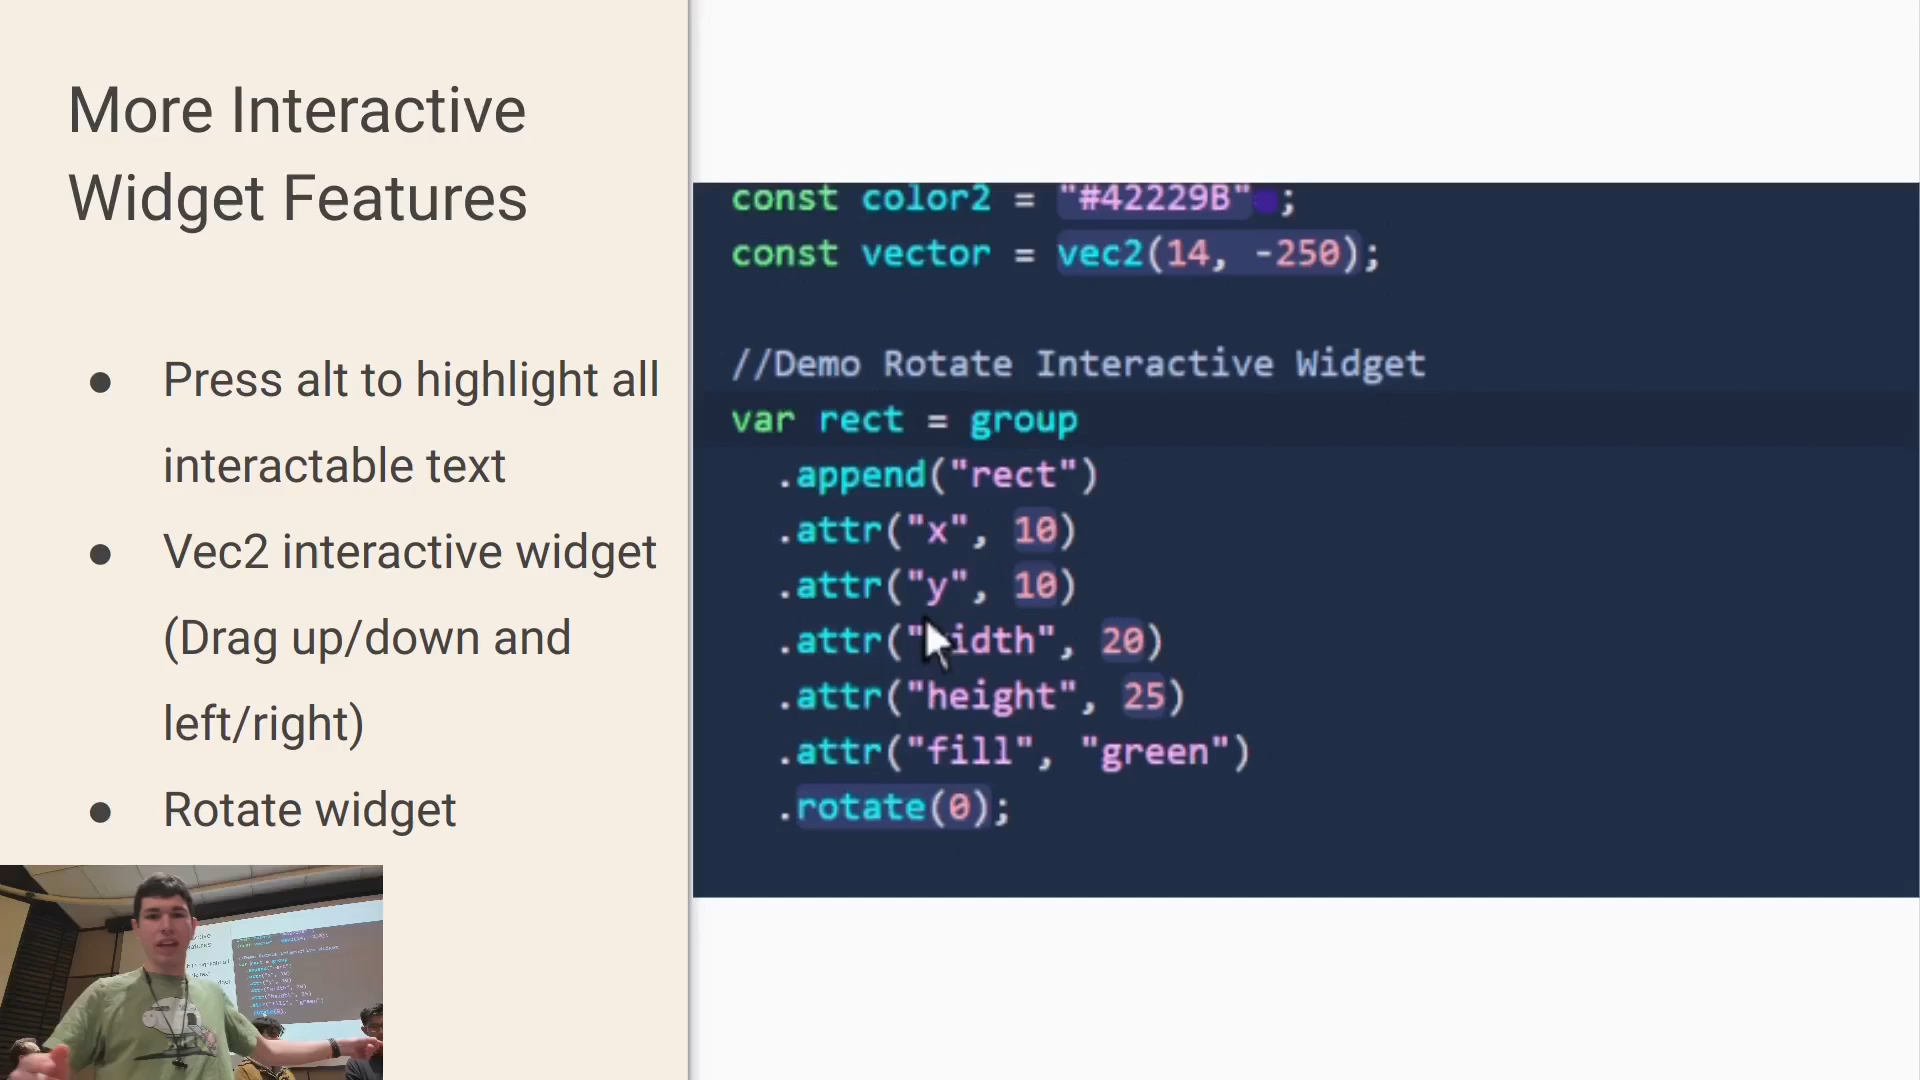 More Interactive
Widget Features
● Press alt to highlight all
interactable text
● Vec2 interactive widget
(Drag up/down and
left/right)
● Rotate widget
const color2 = "#42229B" ;
const vector = vec2(14, -250);
//Demo Rotate Interactive Widget
var rect = group
.append("rect")
.attr("x", 10)
.attr("y", 10)
.attr("width", 20)
.attr("height", 25)
.attr("fill", "green")
.rotate(0);